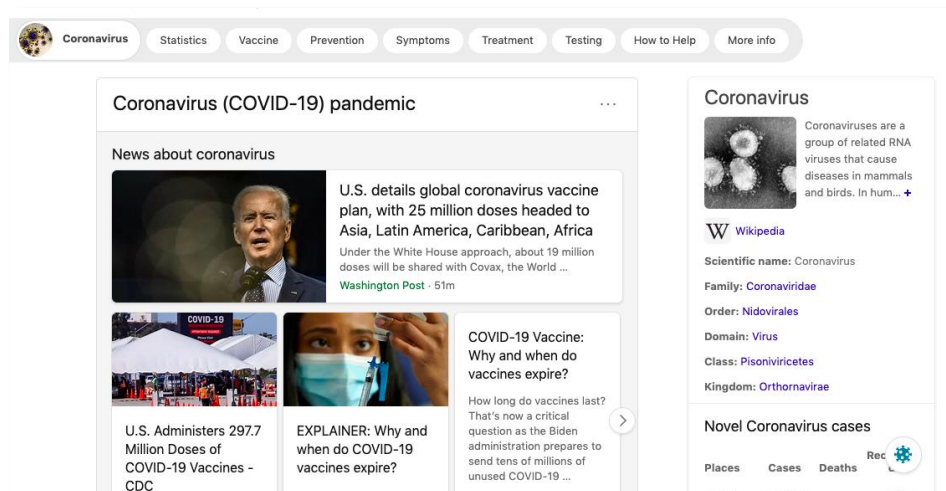 Coronavirus
Statistics
Vaccine
Prevention
Symptoms
Treatment
Testing
How to Help
More info
Coronavirus (COVID-19) pandemic
...
News about coronavirus
U.S. details global coronavirus vaccine
plan, with 25 million doses headed to
Asia, Latin America, Caribbean, Africa
Under the White House approach, about 19 million
doses will be shared with Covax, the World ...
Washington Post · 51m
COVID-19
U.S. Administers 297.7
Million Doses of
COVID-19 Vaccines -
CDC
EXPLAINER: Why and
when do COVID-19
vaccines expire?
COVID-19 Vaccine:
Why and when do
vaccines expire?
How long do vaccines last?
That's now a critical
question as the Biden
administration prepares to
send tens of millions of
unused COVID-19 ...
Coronavirus
Coronaviruses are a
group of related RNA
viruses that cause
diseases in mammals
and birds. In hum... +
W Wikipedia
Scientific name: Coronavirus
Family: Coronaviridae
Order: Nidovirales
Domain: Virus
Class: Pisoniviricetes
Kingdom: Orthornavirae
Novel Coronavirus cases
Places Cases Deaths